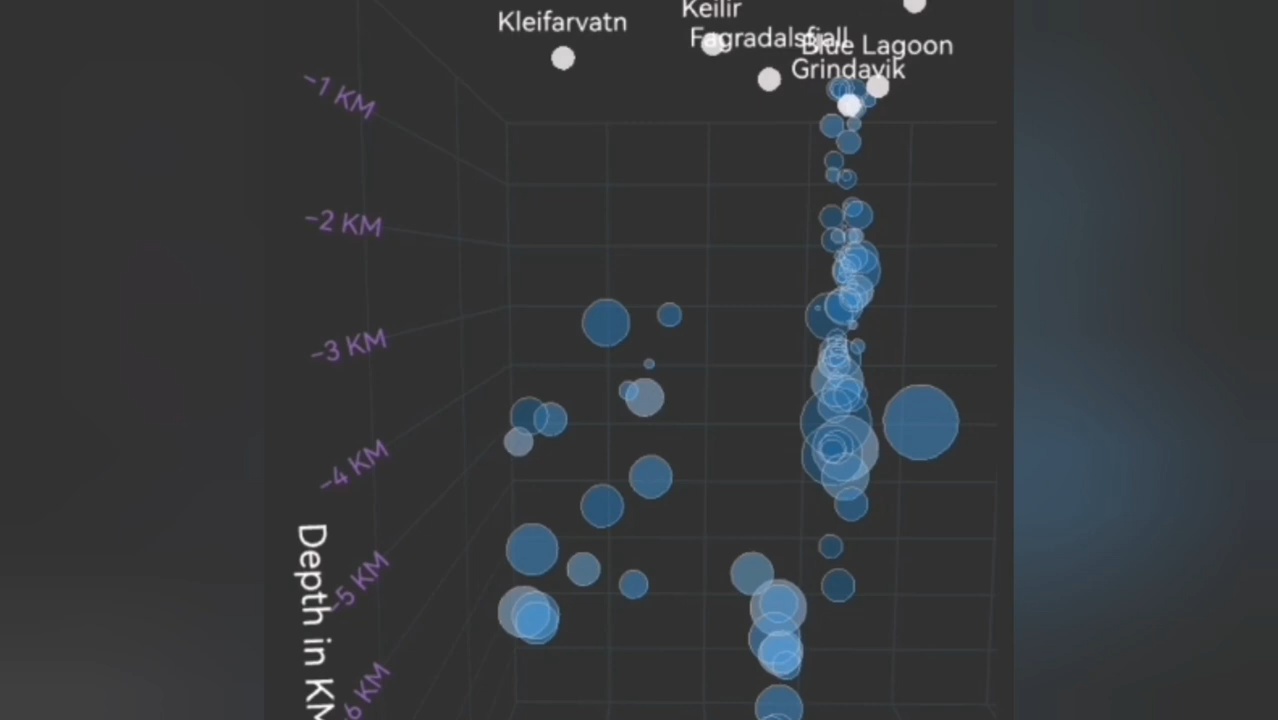 Keilir
Kleifarvatn
Fagradalsfjall
Blue Lagoon
Grindavik
-1 KM
-2 KM
-3 KM
-4 KM
-5 KM
6 KM
Depth in KM